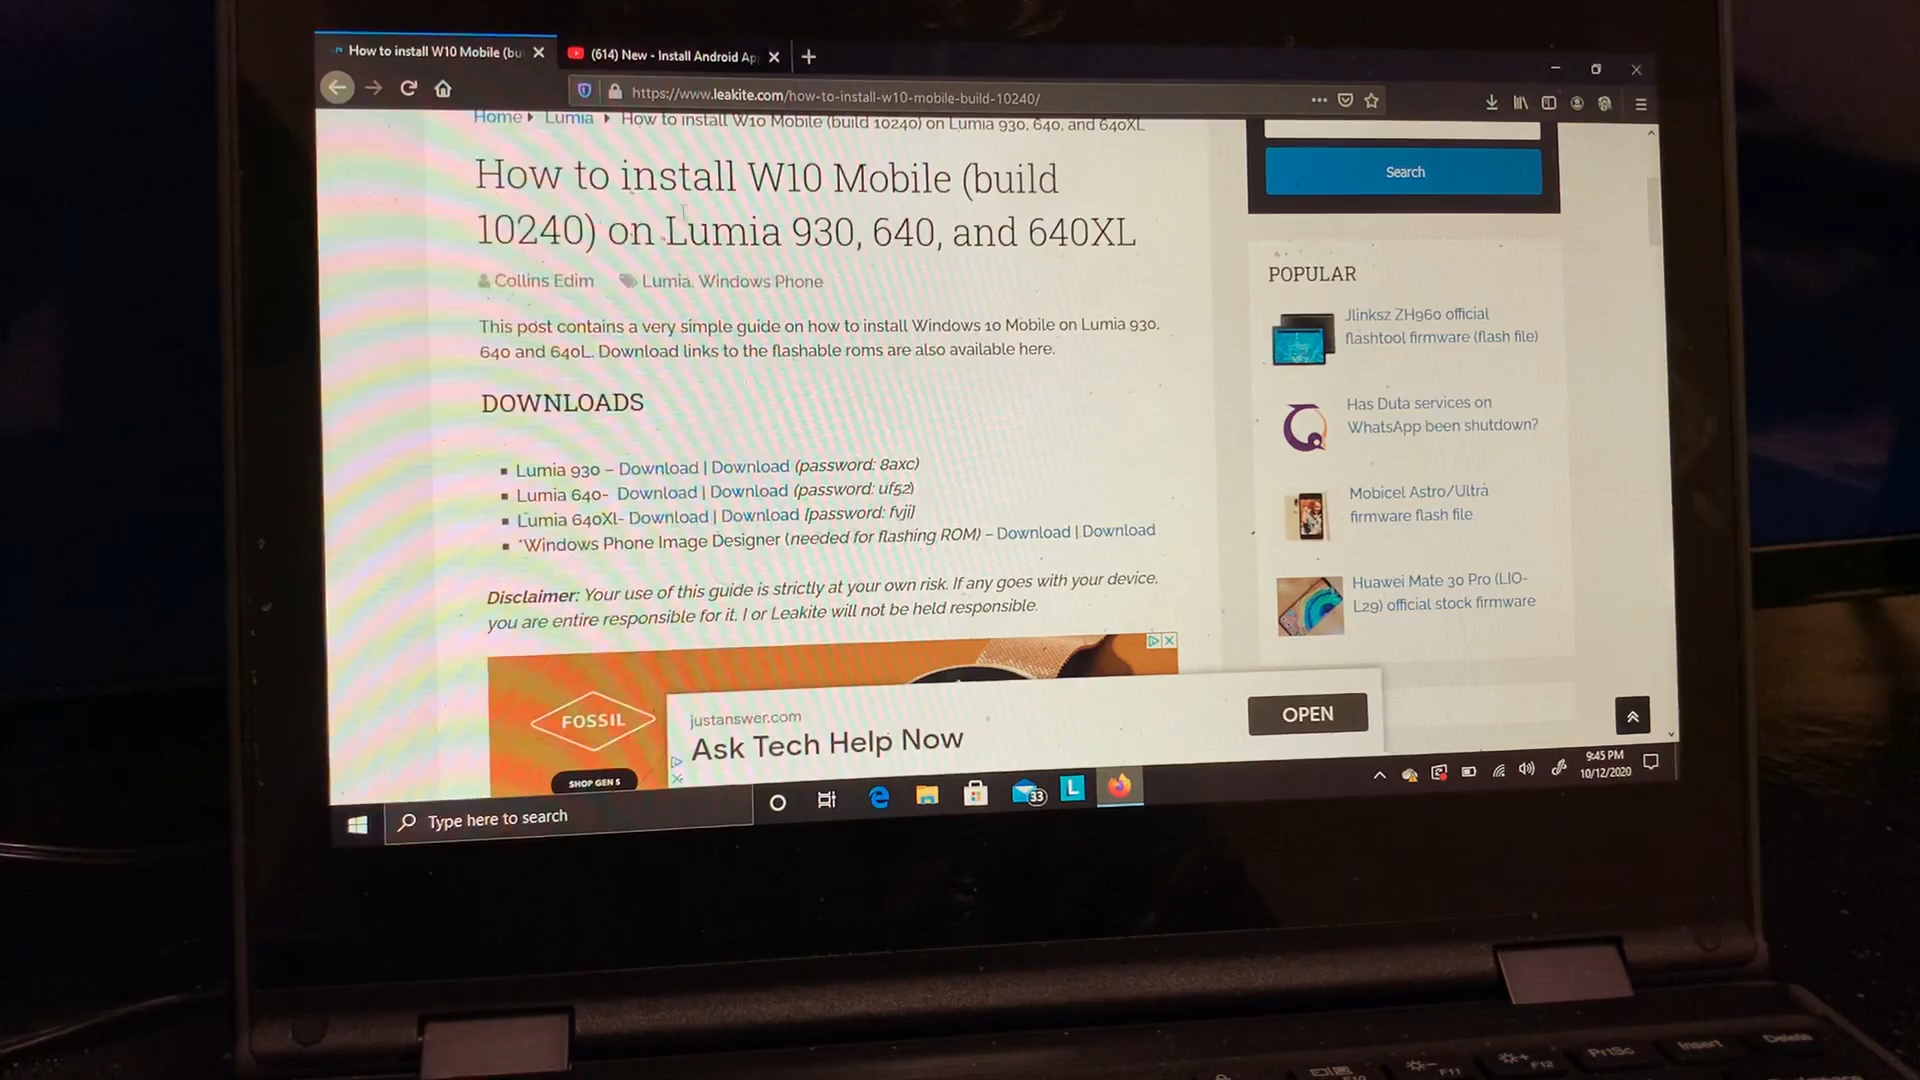 How to install W10 Mobile (bu
(614) New - Install Android Ap
https://www.leakite.com/how-to-install-w10-mobile-build-10240/
Home Lumia How to install W10 Mobile (build 10240) on Lumia 930, 640, and 640XL
How to install W10 Mobile (build
10240) on Lumia 930, 640, and 640XL
Collins Edim Lumia, Windows Phone
This post contains a very simple guide on how to install Windows 10 Mobile on Lumia 930,
640 and 640L. Download links to the flashable roms are also available here.
DOWNLOADS
Lumia 930 – Download | Download (password: 8axc)
Lumia 640- Download | Download (password: uf52)
Lumia 640Xl- Download | Download [password: fvji]
*Windows Phone Image Designer (needed for flashing ROM) – Download | Download
Disclaimer: Your use of this guide is strictly at your own risk. If any goes with your device,
you are entire responsible for it. I or Leakite will not be held responsible.
FOSSIL
SHOP GEN 5
justanswer.com
Ask Tech Help Now
OPEN
Search
POPULAR
Jlinksz ZH960 official
flashtool firmware (flash file)
Has Duta services on
WhatsApp been shutdown?
Mobicel Astro/Ultra
firmware flash file
Huawei Mate 30 Pro (LIO-
L29) official stock firmware
Type here to search
33
L
9:45 PM
10/12/2020
F10
F11
F12
PrtSc
Insert
Delete